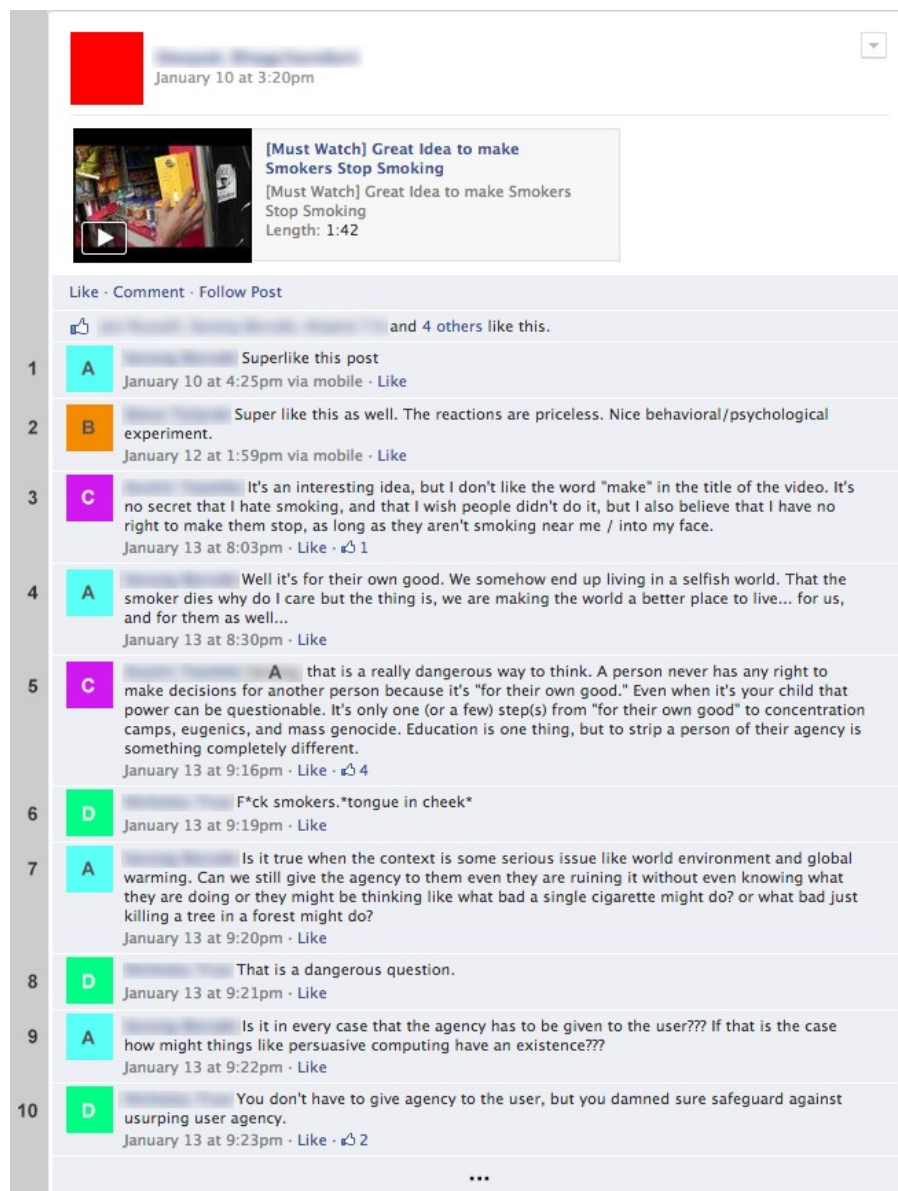 January 10 at 3:20pm
[Must Watch] Great Idea to make
Smokers Stop Smoking
[Must Watch] Great Idea to make Smokers
Stop Smoking
Length: 1:42
Like · Comment · Follow Post
and 4 others like this.
1
A
Superlike this post
January 10 at 4:25pm via mobile · Like
2
B
Super like this as well. The reactions are priceless. Nice behavioral/psychological
experiment.
January 12 at 1:59pm via mobile · Like
3
C
It's an interesting idea, but I don't like the word "make" in the title of the video. It's
no secret that I hate smoking, and that I wish people didn't do it, but I also believe that I have no
right to make them stop, as long as they aren't smoking near me / into my face.
January 13 at 8:03pm · Like · 1
4
A
Well it's for their own good. We somehow end up living in a selfish world. That the
smoker dies why do I care but the thing is, we are making the world a better place to live... for us,
and for them as well...
January 13 at 8:30pm · Like
5
C
A that is a really dangerous way to think. A person never has any right to
make decisions for another person because it's "for their own good." Even when it's your child that
power can be questionable. It's only one (or a few) step(s) from "for their own good" to concentration
camps, eugenics, and mass genocide. Education is one thing, but to strip a person of their agency is
something completely different.
January 13 at 9:16pm · Like · 4
6
D
F*ck smokers.*tongue in cheek*
January 13 at 9:19pm · Like
7
A
Is it true when the context is some serious issue like world environment and global
warming. Can we still give the agency to them even they are ruining it without even knowing what
they are doing or they might be thinking like what bad a single cigarette might do? or what bad just
killing a tree in a forest might do?
January 13 at 9:20pm · Like
8
D
That is a dangerous question.
January 13 at 9:21pm · Like
9
A
Is it in every case that the agency has to be given to the user??? If that is the case
how might things like persuasive computing have an existence???
January 13 at 9:22pm · Like
10
D
You don't have to give agency to the user, but you damned sure safeguard against
usurping user agency.
January 13 at 9:23pm · Like · 2
...